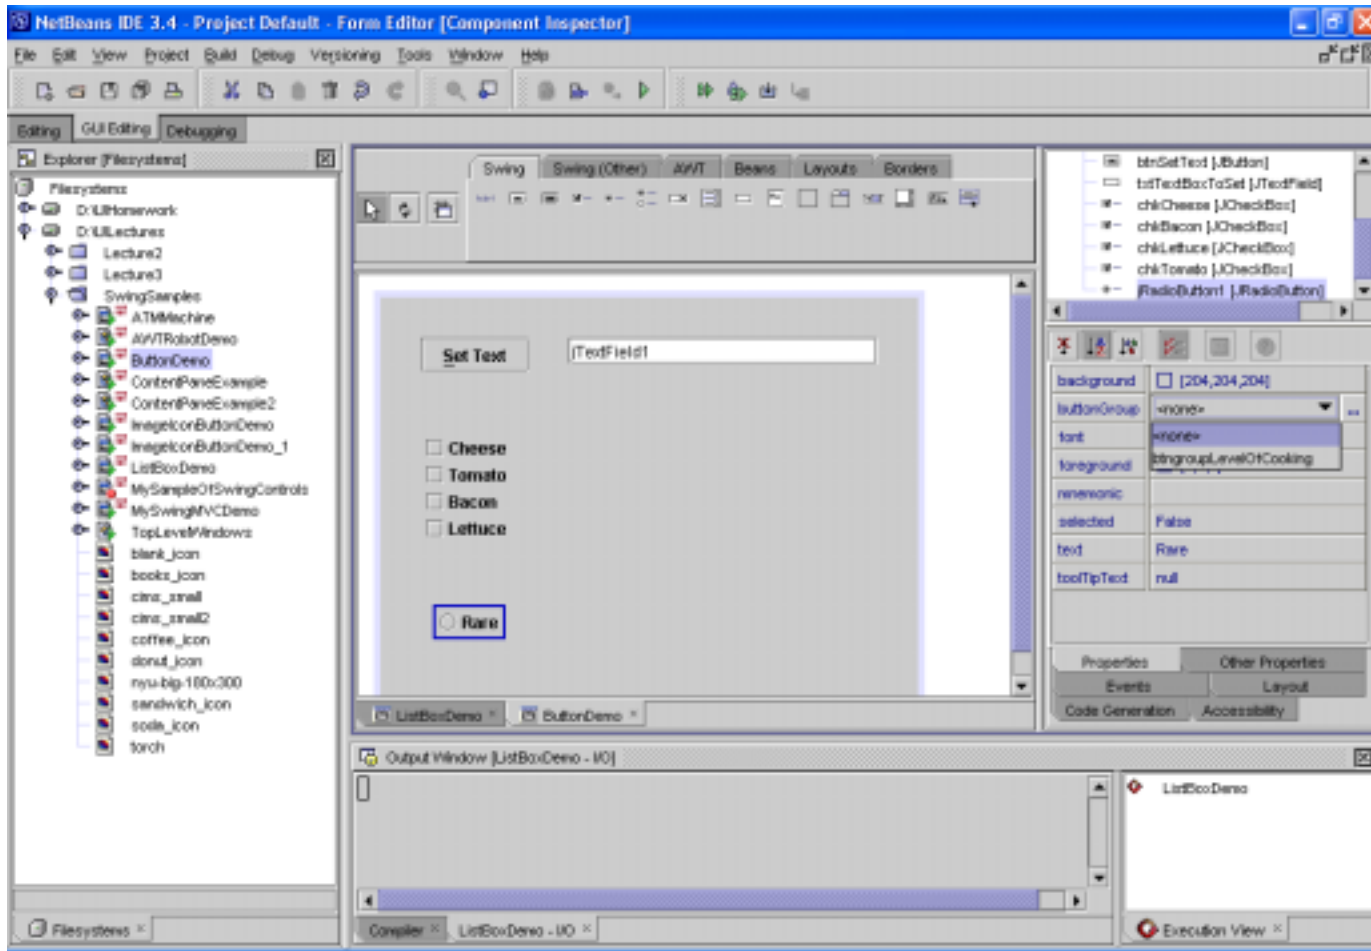 NetBeans IDE 3.4 - Project Default - Form Editor [Component Inspector]
File Edit View Project Build Debug Versioning Tools Window Help
Editing GUI Editing Debugging
Explorer [Filesystems]
Filesystems
D:\UIHomework
D:\UILectures
Lecture2
Lecture3
SwingSamples
ATMMachine
AWTRobotDemo
ButtonDemo
ContentPaneExample
ContentPaneExample2
ImageIconButtonDemo
ImageIconButtonDemo_1
ListBoxDemo
MySampleOfSwingControls
MySwingMVCDemo
TopLevelWindows
blank_icon
books_icon
cims_small
cims_small2
coffee_icon
donut_icon
nyu-big-180x300
sandwich_icon
soda_icon
torch
Filesystems
Swing Swing (Other) AWT Beans Layouts Borders
Set Text jTextField1
Cheese
Tomato
Bacon
Lettuce
Rare
ListBoxDemo * ButtonDemo *
btnSetText [JButton]
txtTextBoxToSet [JTextField]
chkCheese [JCheckBox]
chkBacon [JCheckBox]
chkLettuce [JCheckBox]
chkTomato [JCheckBox]
jRadioButton1 [JRadioButton]
background [204,204,204]
buttonGroup <none>
font <none>
foreground btngroupLevelOfCooking
mnemonic
selected False
text Rare
toolTipText null
Properties Other Properties
Events Layout
Code Generation Accessibility
Output Window [ListBoxDemo - I/O]
Compiler ListBoxDemo - I/O
ListBoxDemo
Execution View